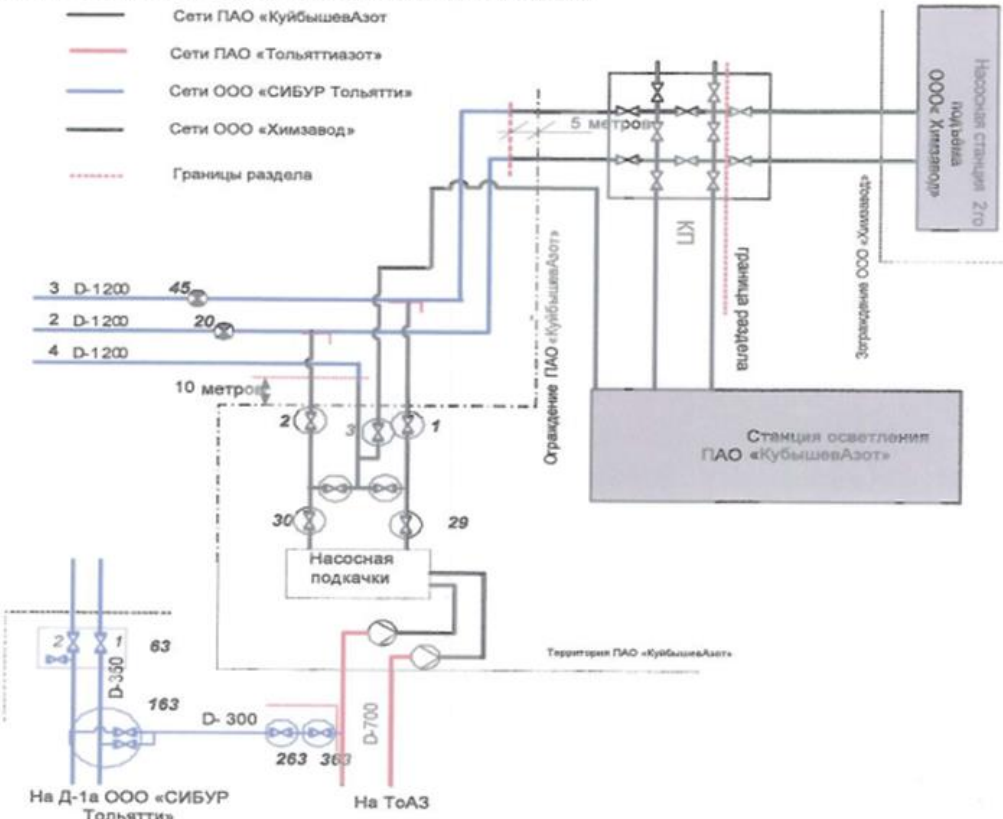 Сети ПАО «КуйбышевАзот
Сети ПАО «Тольяттиазот»
Сети ООО «СИБУР Тольятти»
Сети ООО «Химзавод»
Границы раздела
5 метров
Насосная станция 2го
подъёма
ООО« Химзавод»
КП
граница раздела
Зограждение ООО «Химзавод»
Ограждение ПАО «КуйбышевАзот»
3 D-1200 45
2 D-1200 20
4 D-1200
10 метров
2
3
1
Станция осветления
ПАО «КубышевАзот»
30
29
Насосная
подкачки
Территория ПАО «КуйбышевАзот»
2
1
63
D-350
163
D- 300
263
363
D-700
На Д-1а ООО «СИБУР
Тольятти»
На ТоАЗ